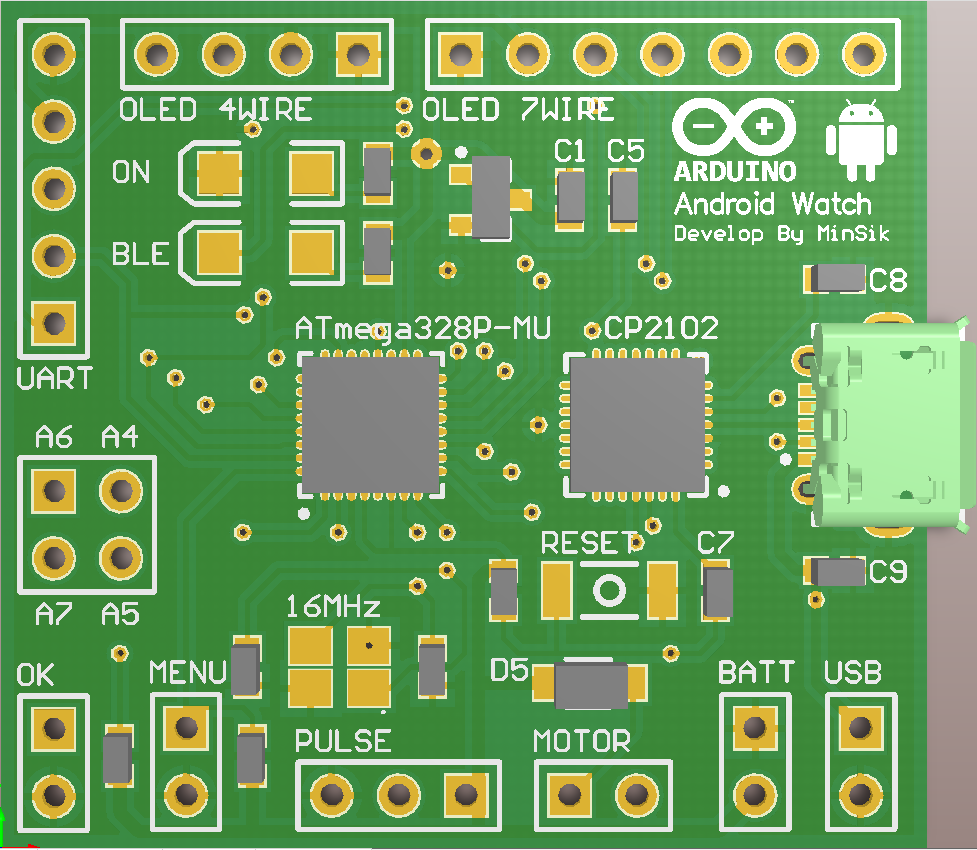 OLED 4WIRE
OLED 7WIRE
ON
C1
C5
™
ARDUINO
Android Watch
Develop By MinSik
BLE
C8
ATmega328P-MU
CP2102
UART
A6
A4
A7
A5
RESET
C7
C9
16MHz
OK
MENU
D5
BATT
USB
PULSE
MOTOR